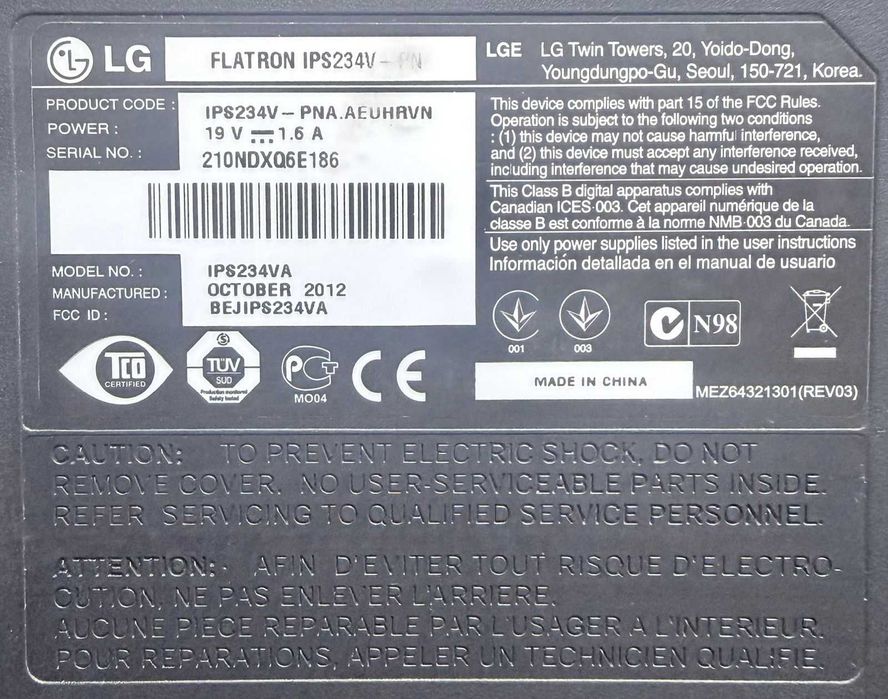 LG
FLATRON IPS234V-PN
LGE LG Twin Towers, 20, Yoido-Dong,
Youngdungpo-Gu, Seoul, 150-721, Korea.
PRODUCT CODE : IPS234V-PNA.AEUHRVN
POWER : 19 V ⎓ 1.6 A
SERIAL NO. : 210NDXQ6E186
MODEL NO. : IPS234VA
MANUFACTURED : OCTOBER 2012
FCC ID : BEJIPS234VA
This device complies with part 15 of the FCC Rules.
Operation is subject to the following two conditions
: (1) this device may not cause harmful interference,
and (2) this device must accept any interference received,
including interference that may cause undesired operation.
This Class B digital apparatus complies with
Canadian ICES-003. Cet appareil numérique de la
classe B est conforme à la norme NMB-003 du Canada.
Use only power supplies listed in the user instructions
Información detallada en el manual de usuario
001
003
N98
TCO
CERTIFIED
TÜV
SUD
Production monitored
Safety tested
PCT
MO04
CE
MADE IN CHINA
MEZ64321301(REV03)
CAUTION: TO PREVENT ELECTRIC SHOCK, DO NOT
REMOVE COVER. NO USER-SERVICEABLE PARTS INSIDE.
REFER SERVICING TO QUALIFIED SERVICE PERSONNEL.
ATTENTION: AFIN D'EVITER TOUT RISQUE D'ELECTRO-
CUTION, NE PAS ENLEVER L'ARRIERE.
AUCUNE PIECE REPARABLE PAR L'USAGER A L'INTERIEUR.
POUR REPARATIONS, APPELER UN TECHNICIEN QUALIFIE.